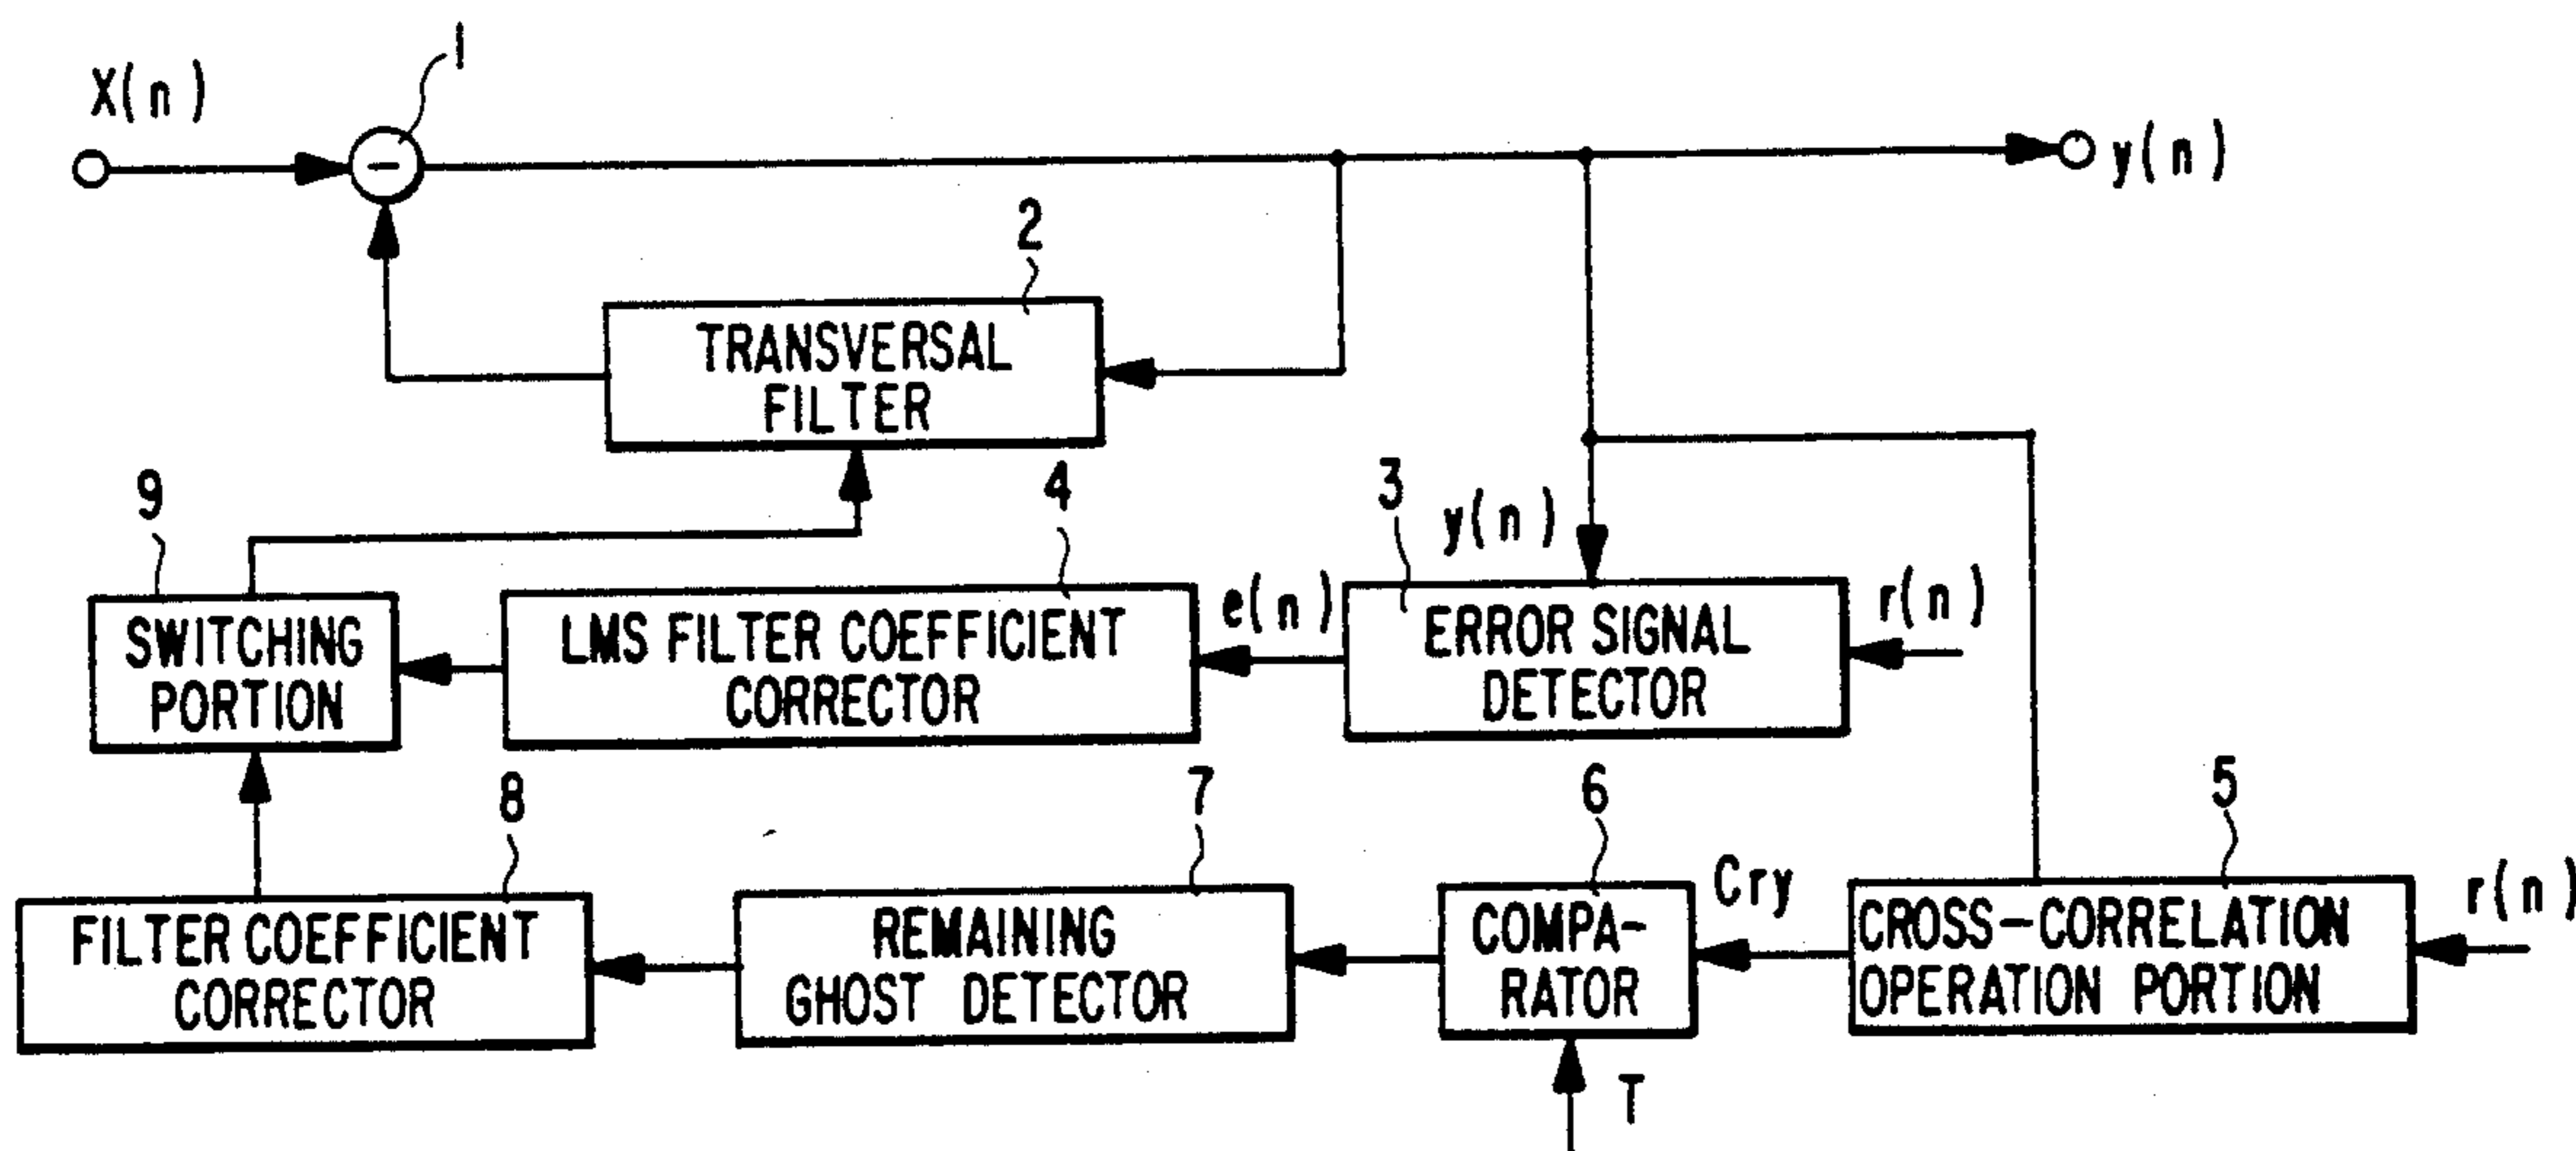 X(n)
1
−
y(n)
2
TRANSVERSAL
FILTER
9
4
3
y(n)
SWITCHING
PORTION
LMS FILTER COEFFICIENT
CORRECTOR
e(n)
ERROR SIGNAL
DETECTOR
r(n)
8
7
6
5
FILTER COEFFICIENT
CORRECTOR
REMAINING
GHOST DETECTOR
COMPA-
RATOR
Cry
CROSS-CORRELATION
OPERATION PORTION
r(n)
T